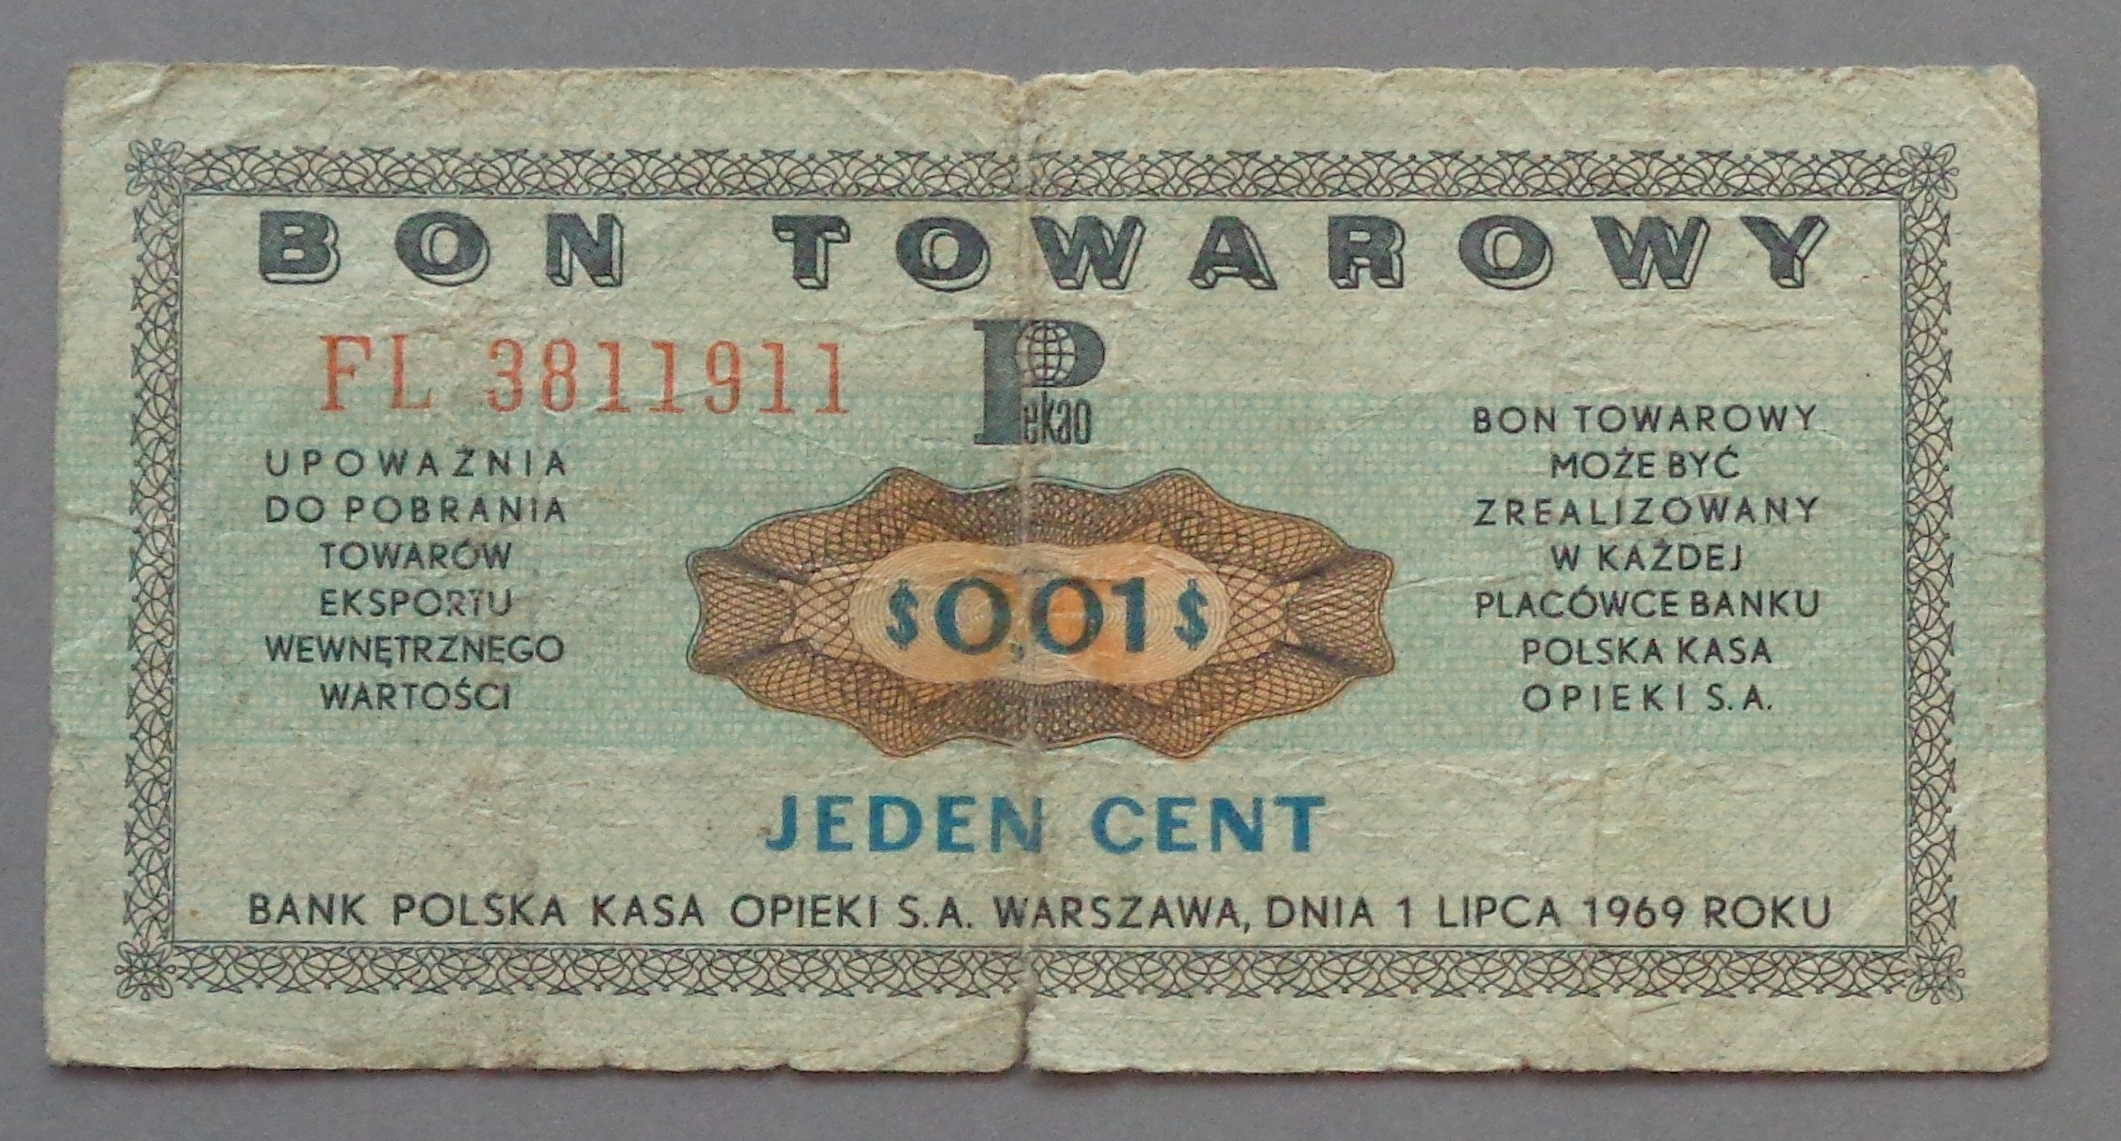 BON TOWAROWY
FL 3811911
Pekao
UPOWAŻNIA
DO POBRANIA
TOWARÓW
EKSPORTU
WEWNĘTRZNEGO
WARTOŚCI
$0,01$
BON TOWAROWY
MOŻE BYĆ
ZREALIZOWANY
W KAŻDEJ
PLACÓWCE BANKU
POLSKA KASA
OPIEKI S.A.
JEDEN CENT
BANK POLSKA KASA OPIEKI S.A. WARSZAWA, DNIA 1 LIPCA 1969 ROKU